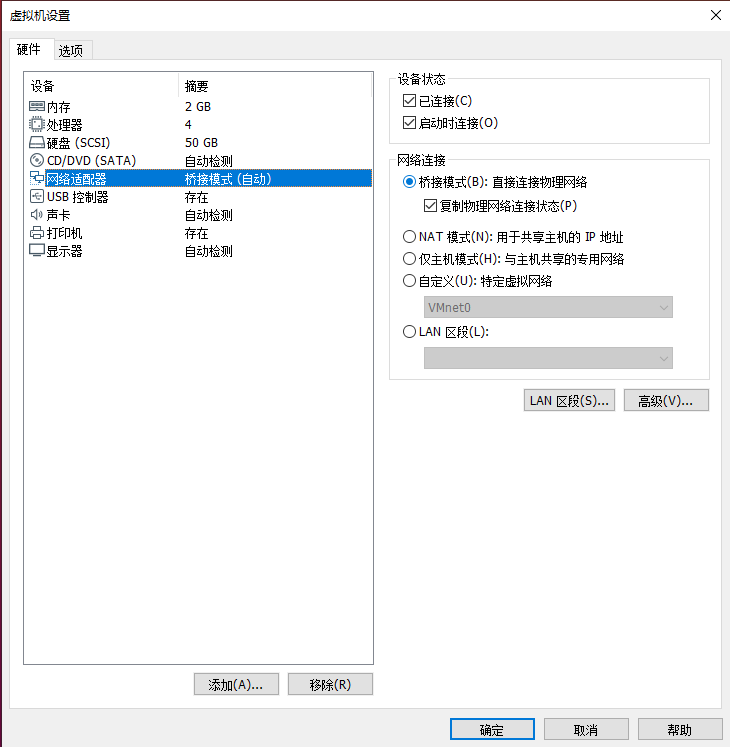 虚拟机设置
硬件 选项
设备 摘要
内存 2 GB
处理器 4
硬盘 (SCSI) 50 GB
CD/DVD (SATA) 自动检测
网络适配器 桥接模式 (自动)
USB 控制器 存在
声卡 自动检测
打印机 存在
显示器 自动检测
添加(A)... 移除(R)
设备状态
已连接(C)
启动时连接(O)
网络连接
桥接模式(B): 直接连接物理网络
复制物理网络连接状态(P)
NAT 模式(N): 用于共享主机的 IP 地址
仅主机模式(H): 与主机共享的专用网络
自定义(U): 特定虚拟网络
VMnet0
LAN 区段(L):
LAN 区段(S)... 高级(V)...
确定 取消 帮助